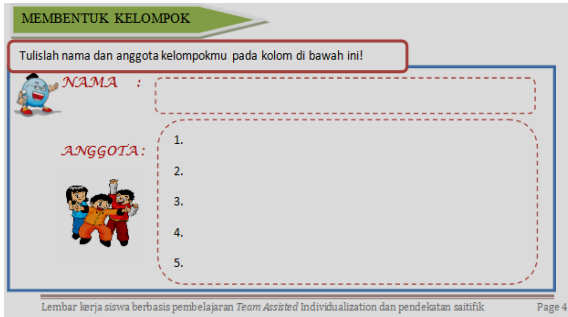 MEMBENTUK KELOMPOK
Tulislah nama dan anggota kelompokmu pada kolom di bawah ini!
NAMA :
ANGGOTA :
1.
2.
3.
4.
5.
Lembar kerja siswa berbasis pembelajaran Team Assisted Individualization dan pendekatan saitifik Page 4